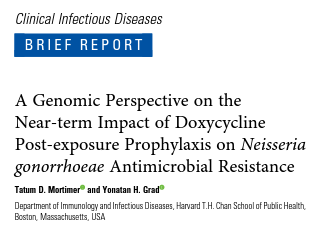 Clinical Infectious Diseases
BRIEF REPORT
A Genomic Perspective on the
Near-term Impact of Doxycycline
Post-exposure Prophylaxis on Neisseria
gonorrhoeae Antimicrobial Resistance
Tatum D. Mortimer and Yonatan H. Grad
Department of Immunology and Infectious Diseases, Harvard T.H. Chan School of Public Health,
Boston, Massachusetts, USA